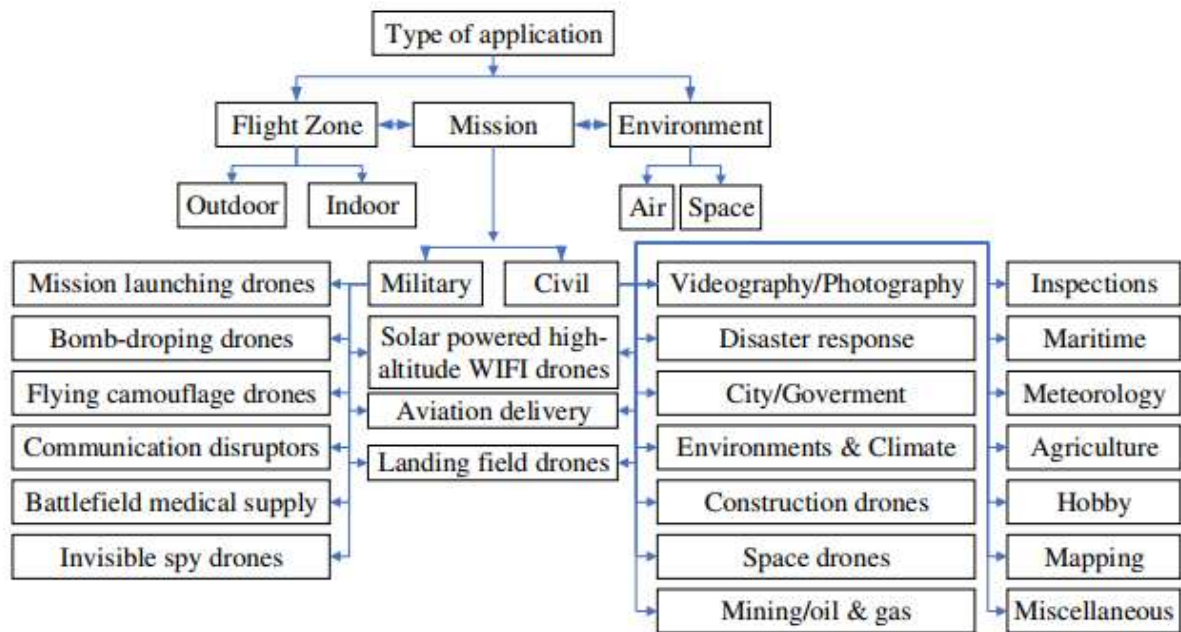 Type of application
Flight Zone
Mission
Environment
Outdoor
Indoor
Air
Space
Military
Civil
Mission launching drones
Bomb-droping drones
Flying camouflage drones
Communication disruptors
Battlefield medical supply
Invisible spy drones
Solar powered high-
altitude WIFI drones
Aviation delivery
Landing field drones
Videography/Photography
Disaster response
City/Goverment
Environments & Climate
Construction drones
Space drones
Mining/oil & gas
Inspections
Maritime
Meteorology
Agriculture
Hobby
Mapping
Miscellaneous